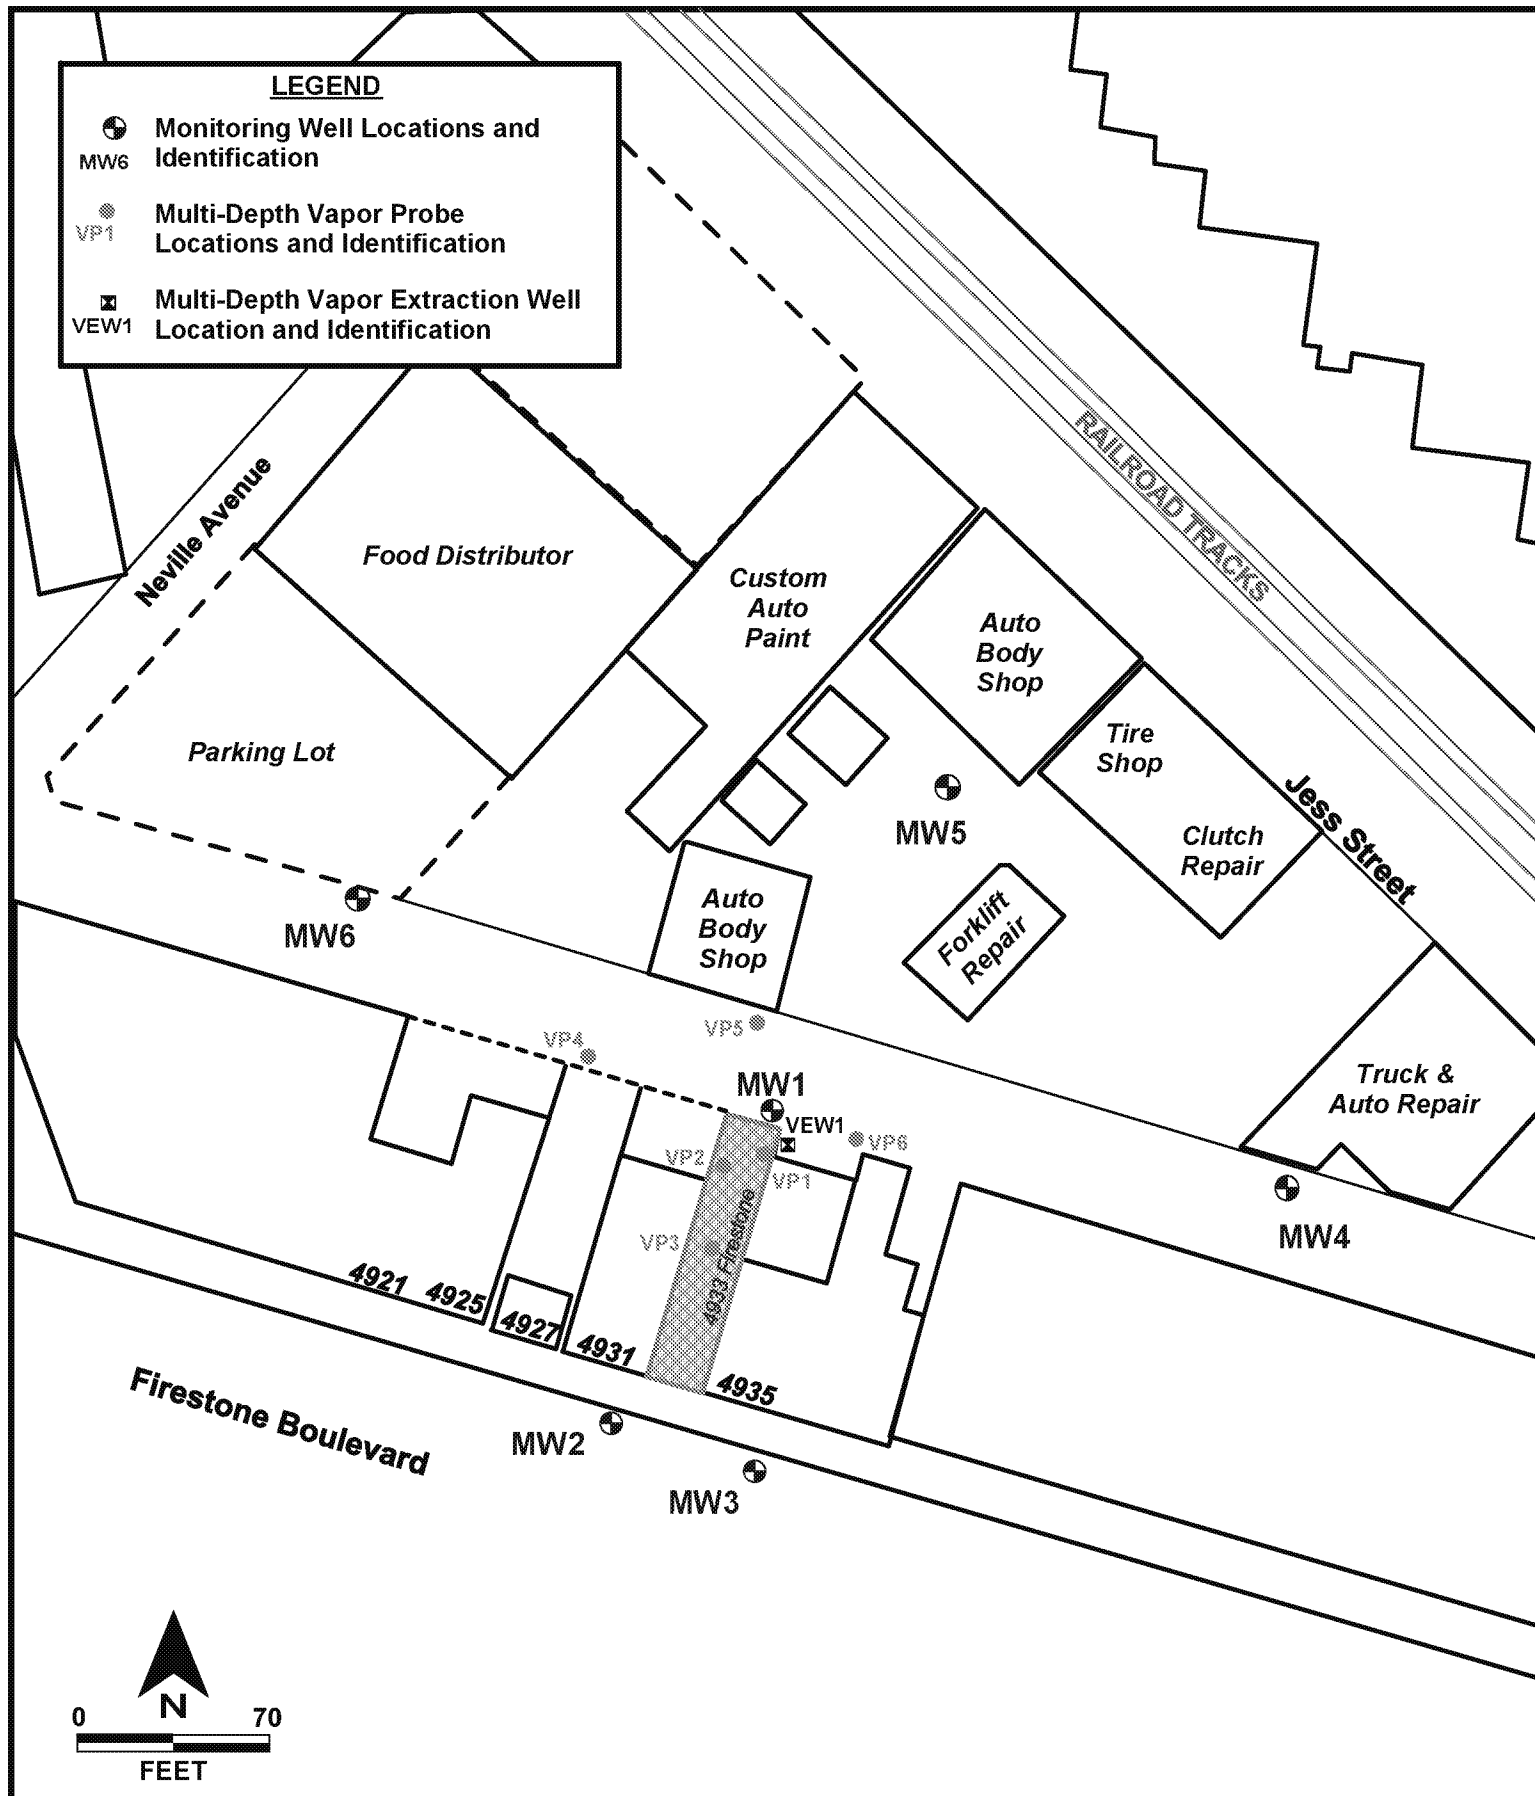 LEGEND
Monitoring Well Locations and
Identification
MW6
Multi-Depth Vapor Probe
Locations and Identification
VP1
Multi-Depth Vapor Extraction Well
Location and Identification
VEW1
RAILROAD TRACKS
Neville Avenue
Food Distributor
Custom
Auto
Paint
Auto
Body
Shop
Parking Lot
Tire
Shop
Jess Street
MW5
Clutch
Repair
Auto
Body
Shop
Forklift
Repair
MW6
VP5
VP4
MW1
Truck &
Auto Repair
VEW1
VP6
VP2
VP1
4933 Firestone
VP3
MW4
4921
4925
4927
4931
4935
Firestone Boulevard
MW2
MW3
N
0
70
FEET